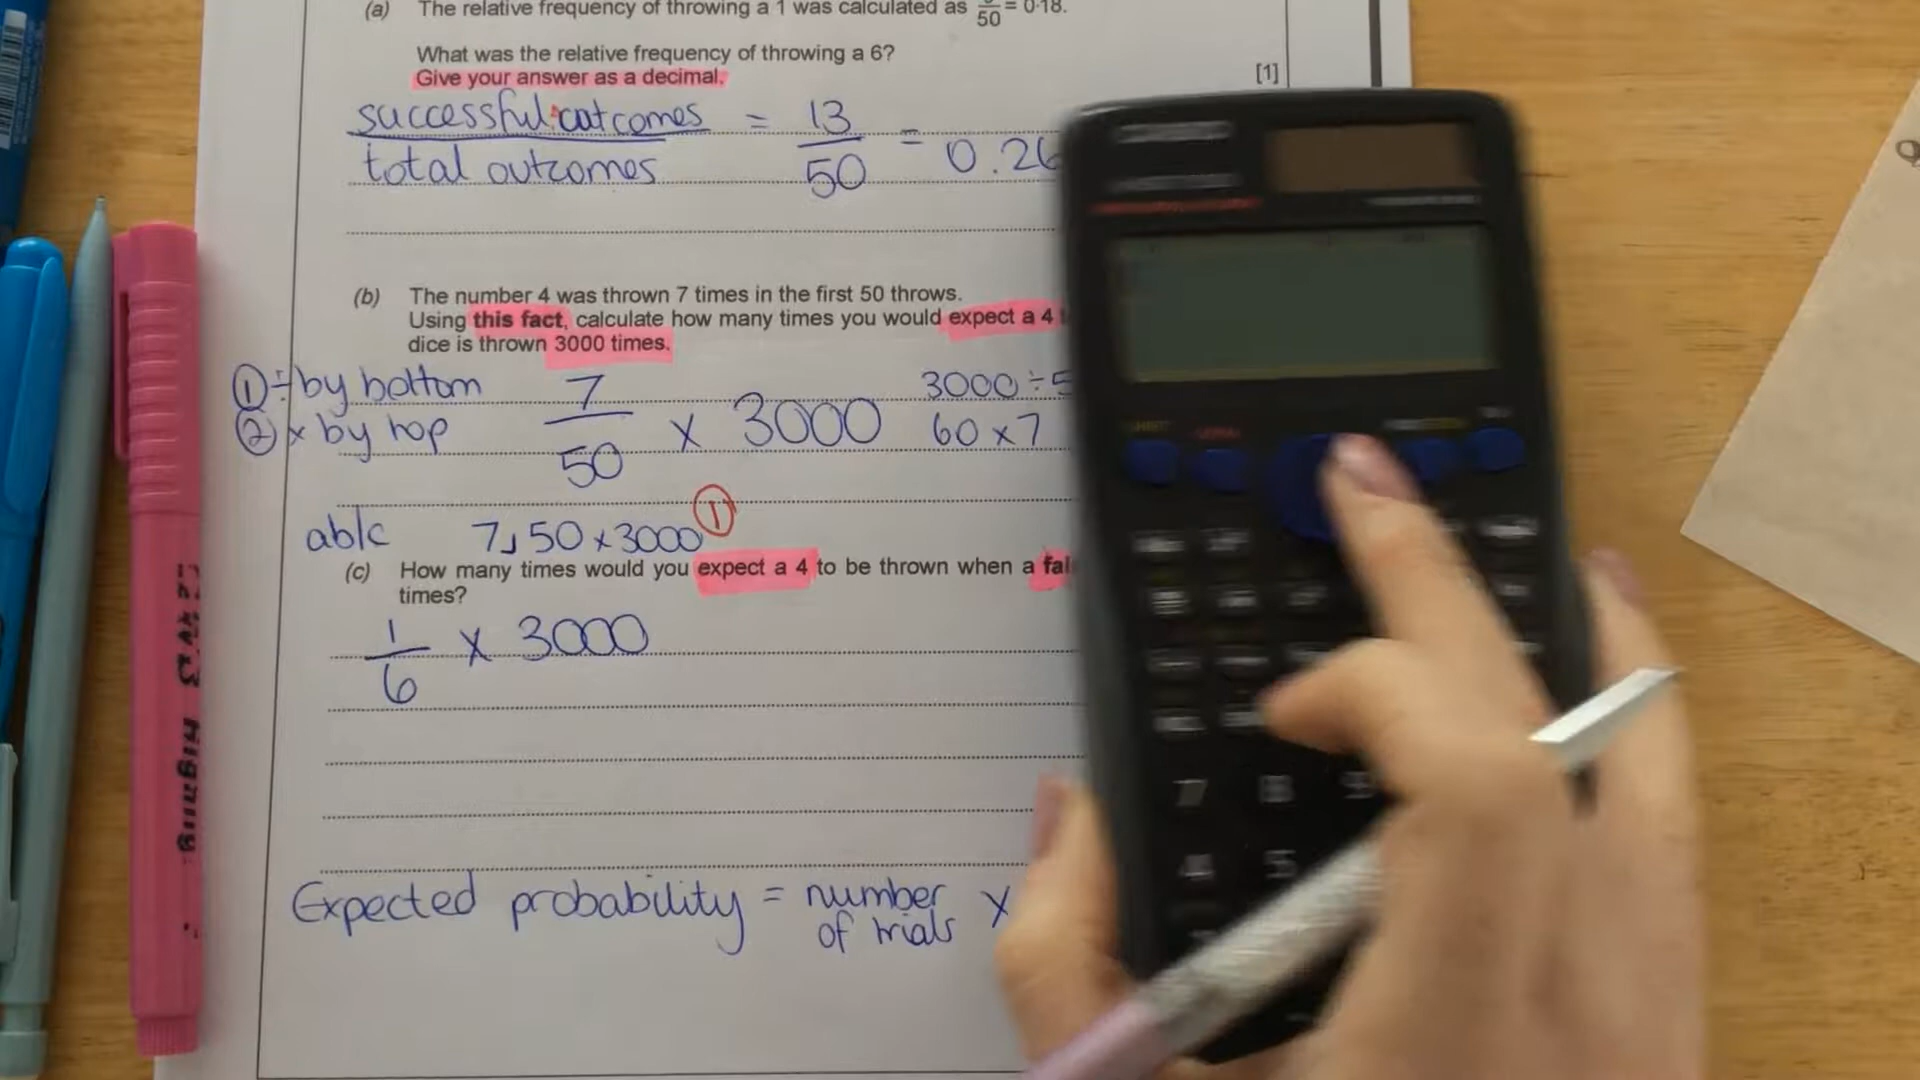 (a) The relative frequency of throwing a 1 was calculated as /50 = 0·18.
What was the relative frequency of throwing a 6?
Give your answer as a decimal.
[1]
successful outcomes = 13 = 0.26
total outcomes 50
(b) The number 4 was thrown 7 times in the first 50 throws.
Using this fact, calculate how many times you would expect a 4
dice is thrown 3000 times.
① ÷ by bottom 7 3000 ÷ 5
② × by top 50 × 3000 60 × 7
ab/c 7⌟50 × 3000 ①
(c) How many times would you expect a 4 to be thrown when a
times?
1 × 3000
6
Expected probability = number ×
of trials